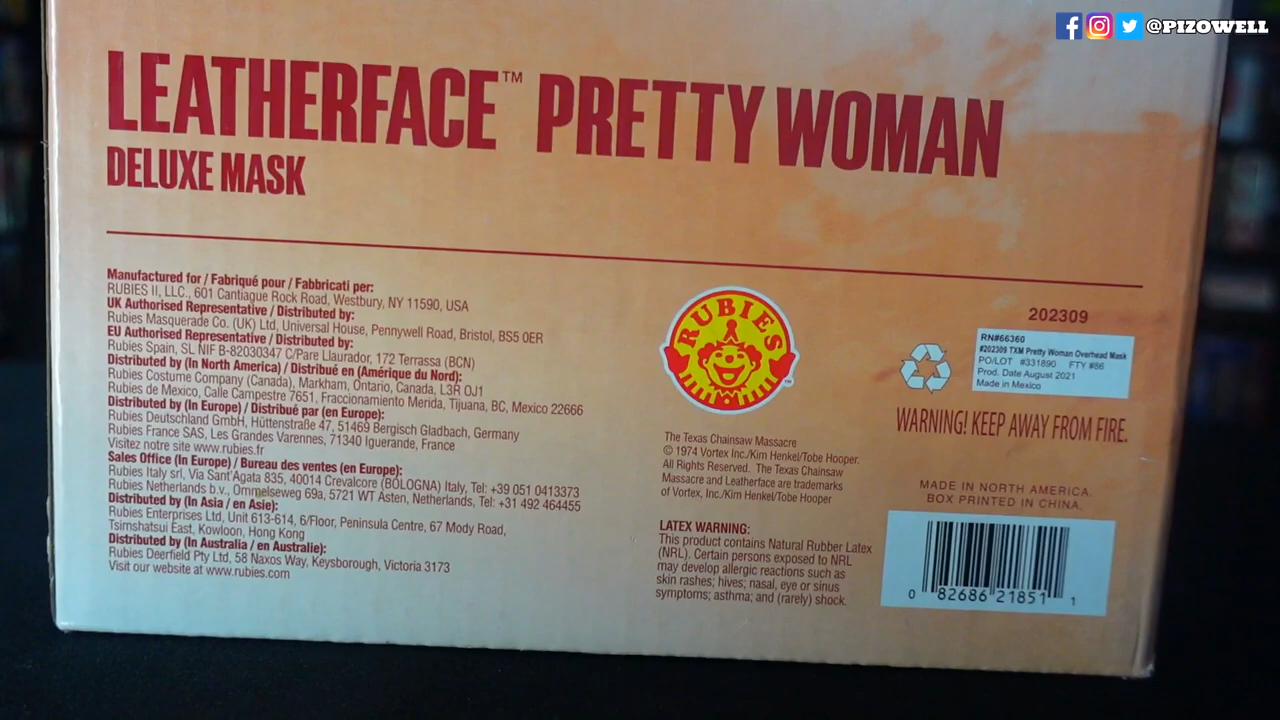 @PIZOWELL
LEATHERFACE™ PRETTY WOMAN
DELUXE MASK
Manufactured for / Fabriqué pour / Fabbricati per:
RUBIES II, LLC., 601 Cantiague Rock Road, Westbury, NY 11590, USA
UK Authorised Representative / Distributed by:
Rubies Masquerade Co. (UK) Ltd, Universal House, Pennywell Road, Bristol, BS5 0ER
EU Authorised Representative / Distributed by:
Rubies Spain, SL NIF B-82030347 C/Pare Llaurador, 172 Terrassa (BCN)
Distributed by (In North America) / Distribué en (Amérique du Nord):
Rubies Costume Company (Canada), Markham, Ontario, Canada, L3R OJ1
Rubies de Mexico, Calle Campestre 7651, Fraccionamiento Merida, Tijuana, BC, Mexico 22666
Distributed by (In Europe) / Distribué par (en Europe):
Rubies Deutschland GmbH, Hüttenstraße 47, 51469 Bergisch Gladbach, Germany
Rubies France SAS, Les Grandes Varennes, 71340 Iguerande, France
Visitez notre site www.rubies.fr
Sales Office (In Europe) / Bureau des ventes (en Europe):
Rubies Italy srl, Via Sant'Agata 835, 40014 Crevalcore (BOLOGNA) Italy, Tel: +39 051 0413373
Rubies Netherlands b.v., Ommelseweg 69a, 5721 WT Asten, Netherlands, Tel: +31 492 464455
Distributed by (In Asia / en Asie):
Rubies Enterprises Ltd, Unit 613-614, 6/Floor, Peninsula Centre, 67 Mody Road,
Tsimshatsui East, Kowloon, Hong Kong
Distributed by (In Australia / en Australie):
Rubies Deerfield Pty Ltd, 58 Naxos Way, Keysborough, Victoria 3173
Visit our website at www.rubies.com
RUBIES
™
The Texas Chainsaw Massacre
© 1974 Vortex Inc./Kim Henkel/Tobe Hooper.
All Rights Reserved. The Texas Chainsaw
Massacre and Leatherface are trademarks
of Vortex, Inc./Kim Henkel/Tobe Hooper
LATEX WARNING:
This product contains Natural Rubber Latex
(NRL). Certain persons exposed to NRL
may develop allergic reactions such as
skin rashes; hives; nasal, eye or sinus
symptoms; asthma; and (rarely) shock.
202309
RN#66360
#202309 TXM Pretty Woman Overhead Mask
PO/LOT #331890 FTY #86
Prod. Date August 2021
Made in Mexico
WARNING! KEEP AWAY FROM FIRE.
MADE IN NORTH AMERICA.
BOX PRINTED IN CHINA.
0 82686 21851 1